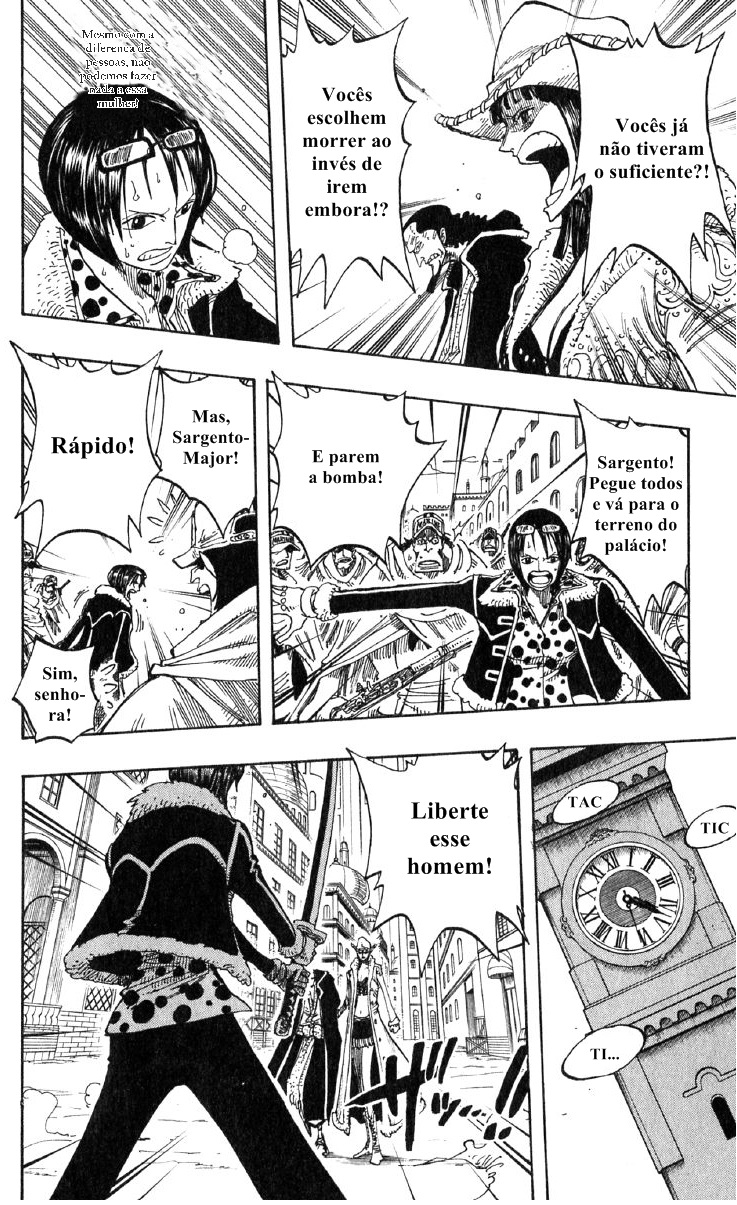 Vocês já
não tiveram
o suficiente?!
Vocês
escolhem
morrer ao
invés de
irem
embora!?
Mesmo com a
diferença de
pessoas, não
podemos fazer
nada a essa
mulher!
Sargento!
Pegue todos
e vá para o
terreno do
palácio!
E parem
a bomba!
MARINE
Mas,
Sargento-
Major!
Rápido!
Sim,
senho-
ra!
TIC
TAC
TI...
Liberte
esse
homem!